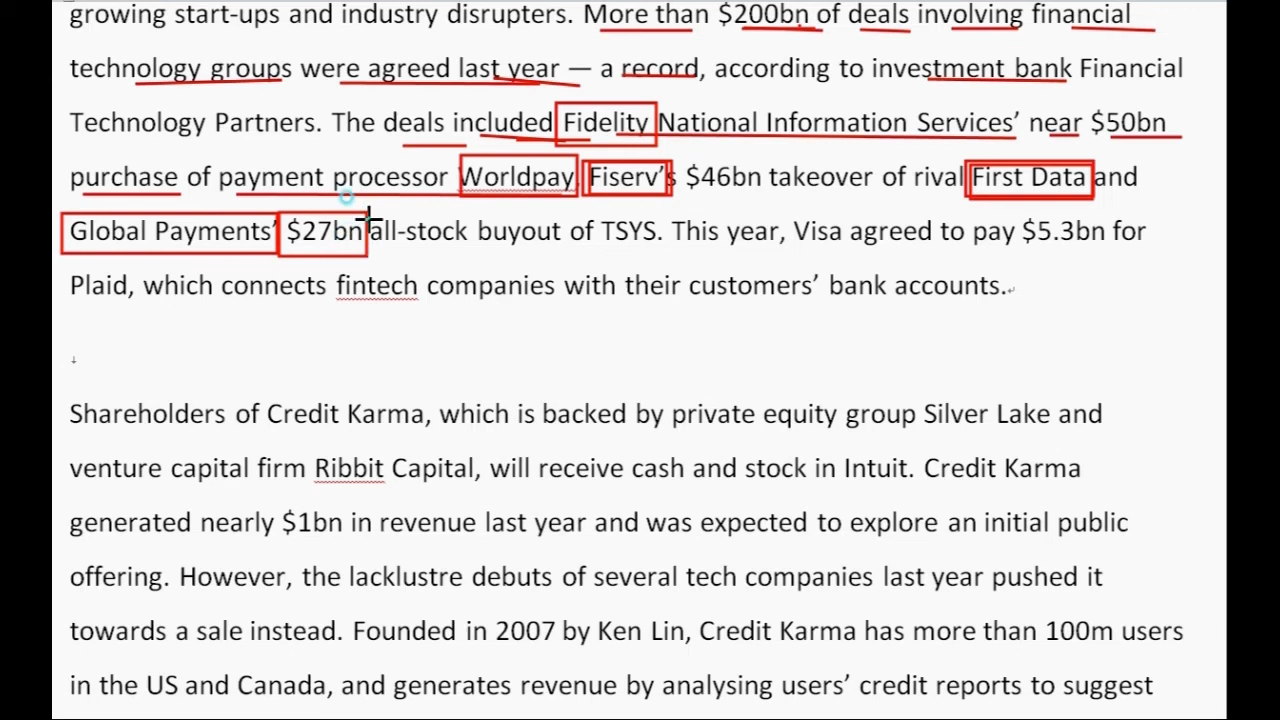 growing start-ups and industry disrupters. More than $200bn of deals involving financial
technology groups were agreed last year — a record, according to investment bank Financial
Technology Partners. The deals included Fidelity National Information Services’ near $50bn
purchase of payment processor Worldpay, Fiserv’s $46bn takeover of rival First Data and
Global Payments’ $27bn all-stock buyout of TSYS. This year, Visa agreed to pay $5.3bn for
Plaid, which connects fintech companies with their customers’ bank accounts.
Shareholders of Credit Karma, which is backed by private equity group Silver Lake and
venture capital firm Ribbit Capital, will receive cash and stock in Intuit. Credit Karma
generated nearly $1bn in revenue last year and was expected to explore an initial public
offering. However, the lacklustre debuts of several tech companies last year pushed it
towards a sale instead. Founded in 2007 by Ken Lin, Credit Karma has more than 100m users
in the US and Canada, and generates revenue by analysing users’ credit reports to suggest